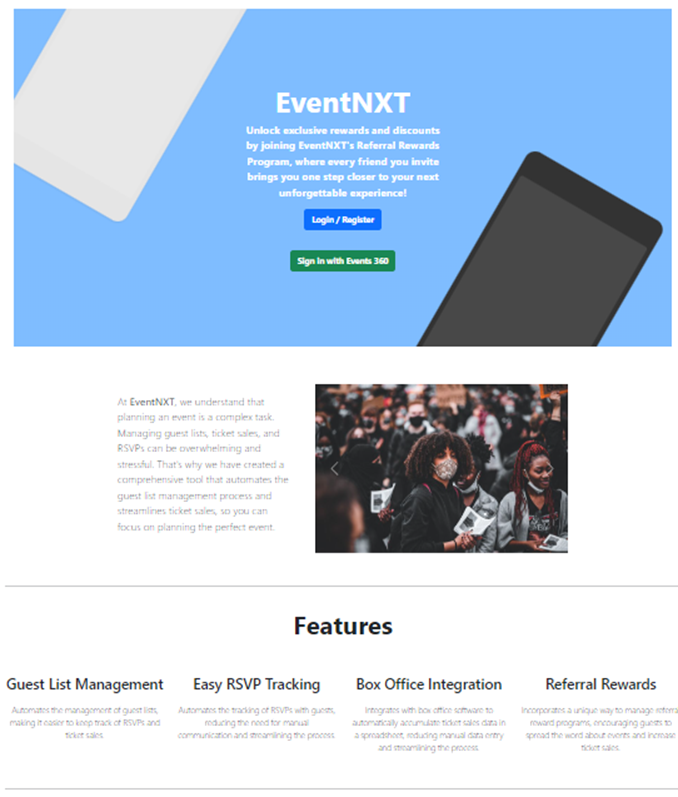 EventNXT
Unlock exclusive rewards and discounts
by joining EventNXT's Referral Rewards
Program, where every friend you invite
brings you one step closer to your next
unforgettable experience!
Login / Register
Sign in with Events 360
At EventNXT, we understand that
planning an event is a complex task.
Managing guest lists, ticket sales, and
RSVPs can be overwhelming and
stressful. That's why we have created a
comprehensive tool that automates the
guest list management process and
streamlines ticket sales, so you can
focus on planning the perfect event.
Features
Guest List Management
Automates the management of guest lists,
making it easier to keep track of RSVPs and
ticket sales.
Easy RSVP Tracking
Automates the tracking of RSVPs with guests,
reducing the need for manual
communication and streamlining the process.
Box Office Integration
Integrates with box office software to
automatically accumulate ticket sales data in
a spreadsheet, reducing manual data entry
and streamlining the process.
Referral Rewards
Incorporates a unique way to manage referra
reward programs, encouraging guests to
spread the word about events and increase
ticket sales.